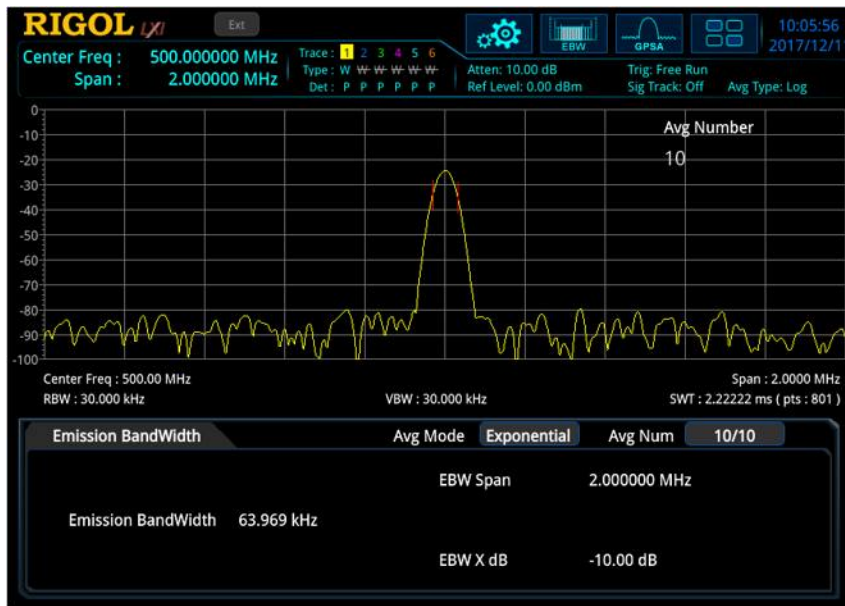 RIGOL LXI Ext
EBW GPSA
10:05:56
2017/12/1
Center Freq : 500.000000 MHz
Span : 2.000000 MHz
Trace : 1 2 3 4 5 6
Type : W W W W W W
Det : P P P P P P
Atten: 10.00 dB
Ref Level: 0.00 dBm
Trig: Free Run
Sig Track: Off
Avg Type: Log
0
-10
-20
-30
-40
-50
-60
-70
-80
-90
-100
Avg Number
10
Center Freq : 500.00 MHz
Span : 2.0000 MHz
RBW : 30.000 kHz
VBW : 30.000 kHz
SWT : 2.22222 ms ( pts : 801 )
Emission BandWidth
Avg Mode Exponential
Avg Num 10/10
EBW Span 2.000000 MHz
Emission BandWidth 63.969 kHz
EBW X dB -10.00 dB